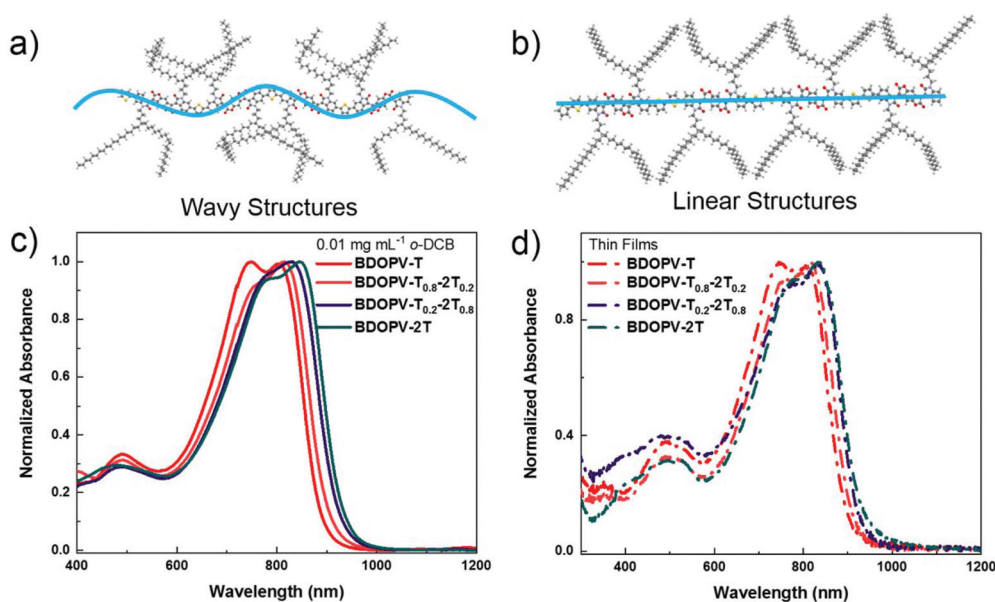 a)
b)
Wavy Structures
Linear Structures
c)
0.01 mg mL⁻¹ o-DCB
BDOPV-T
BDOPV-T₀.₈-2T₀.₂
BDOPV-T₀.₂-2T₀.₈
BDOPV-2T
Normalized Absorbance
1.0
0.8
0.6
0.4
0.2
0.0
400 600 800 1000 1200
Wavelength (nm)
d)
Thin Films
BDOPV-T
BDOPV-T₀.₈-2T₀.₂
BDOPV-T₀.₂-2T₀.₈
BDOPV-2T
Normalized Absorbance
0.8
0.4
0.0
400 600 800 1000 1200
Wavelength (nm)